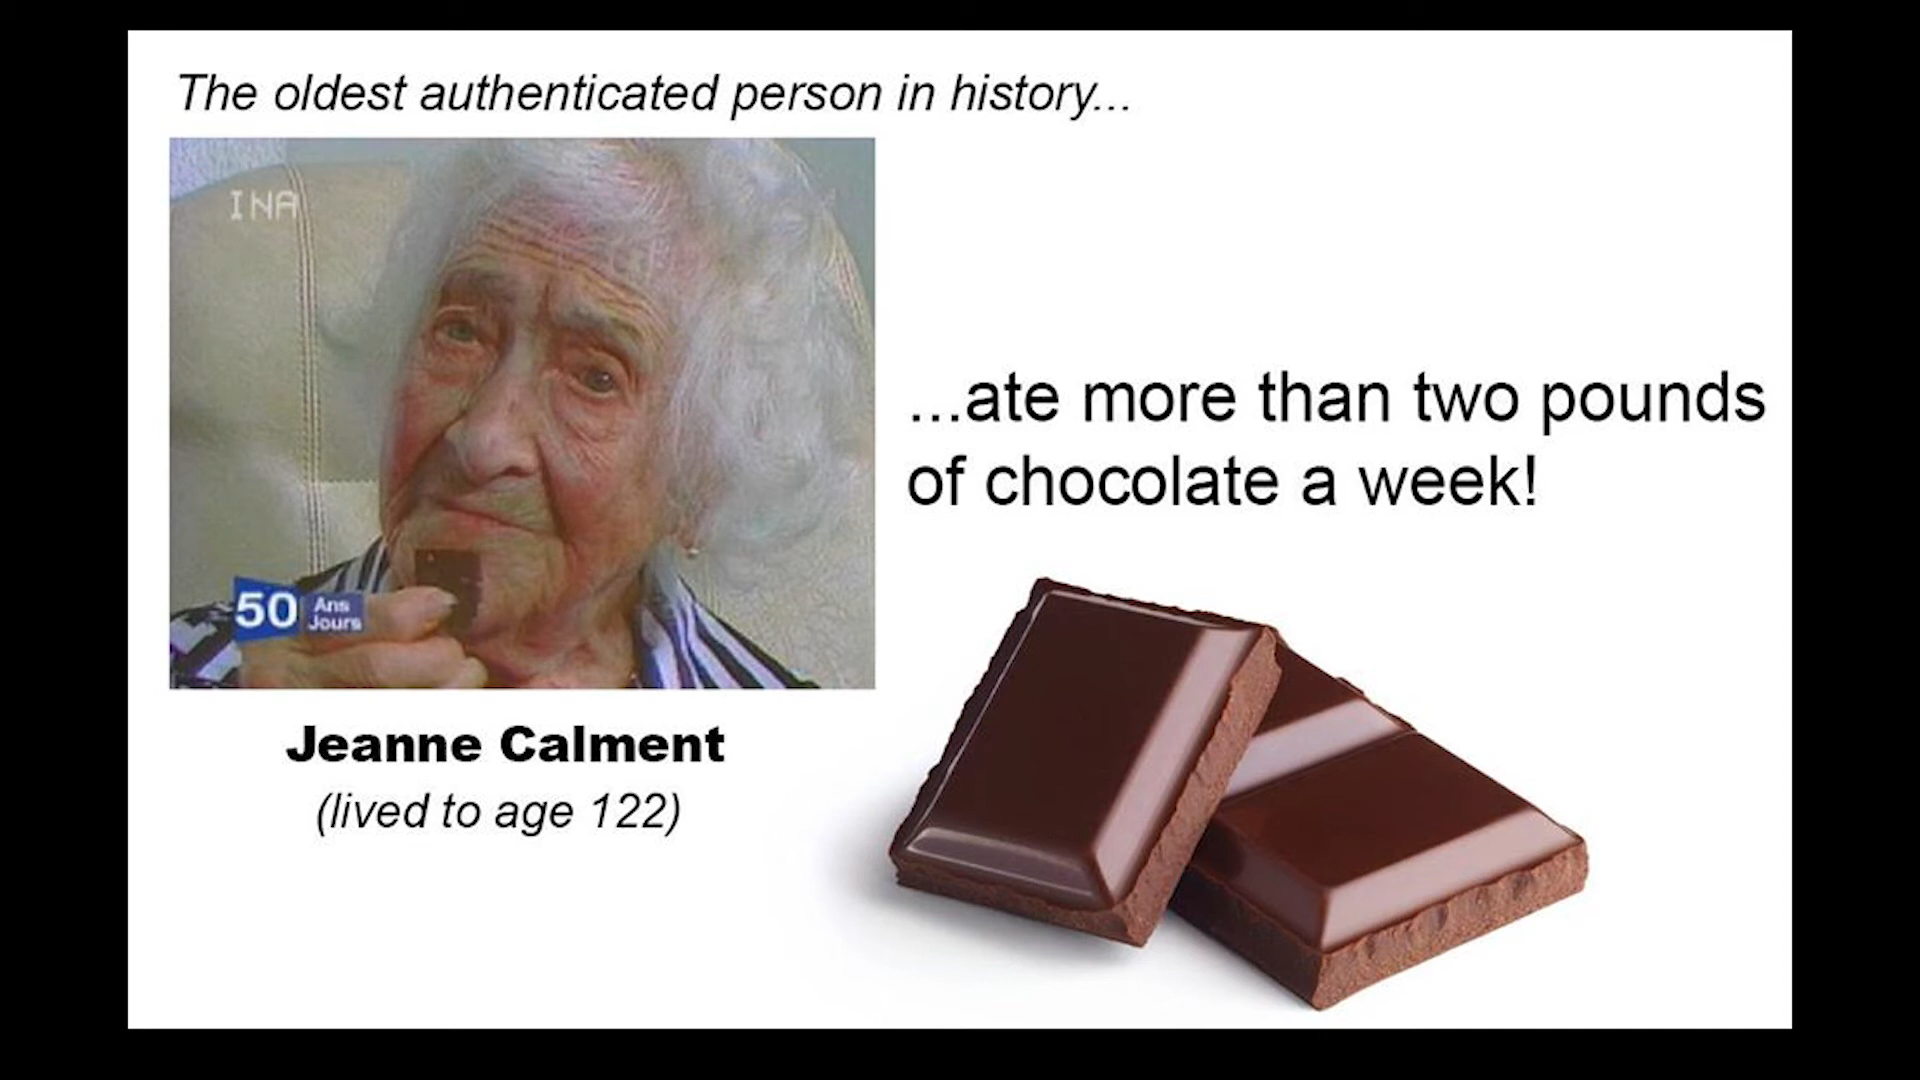 The oldest authenticated person in history...
INA
...ate more than two pounds
of chocolate a week!
50 Ans
Jours
Jeanne Calment
(lived to age 122)